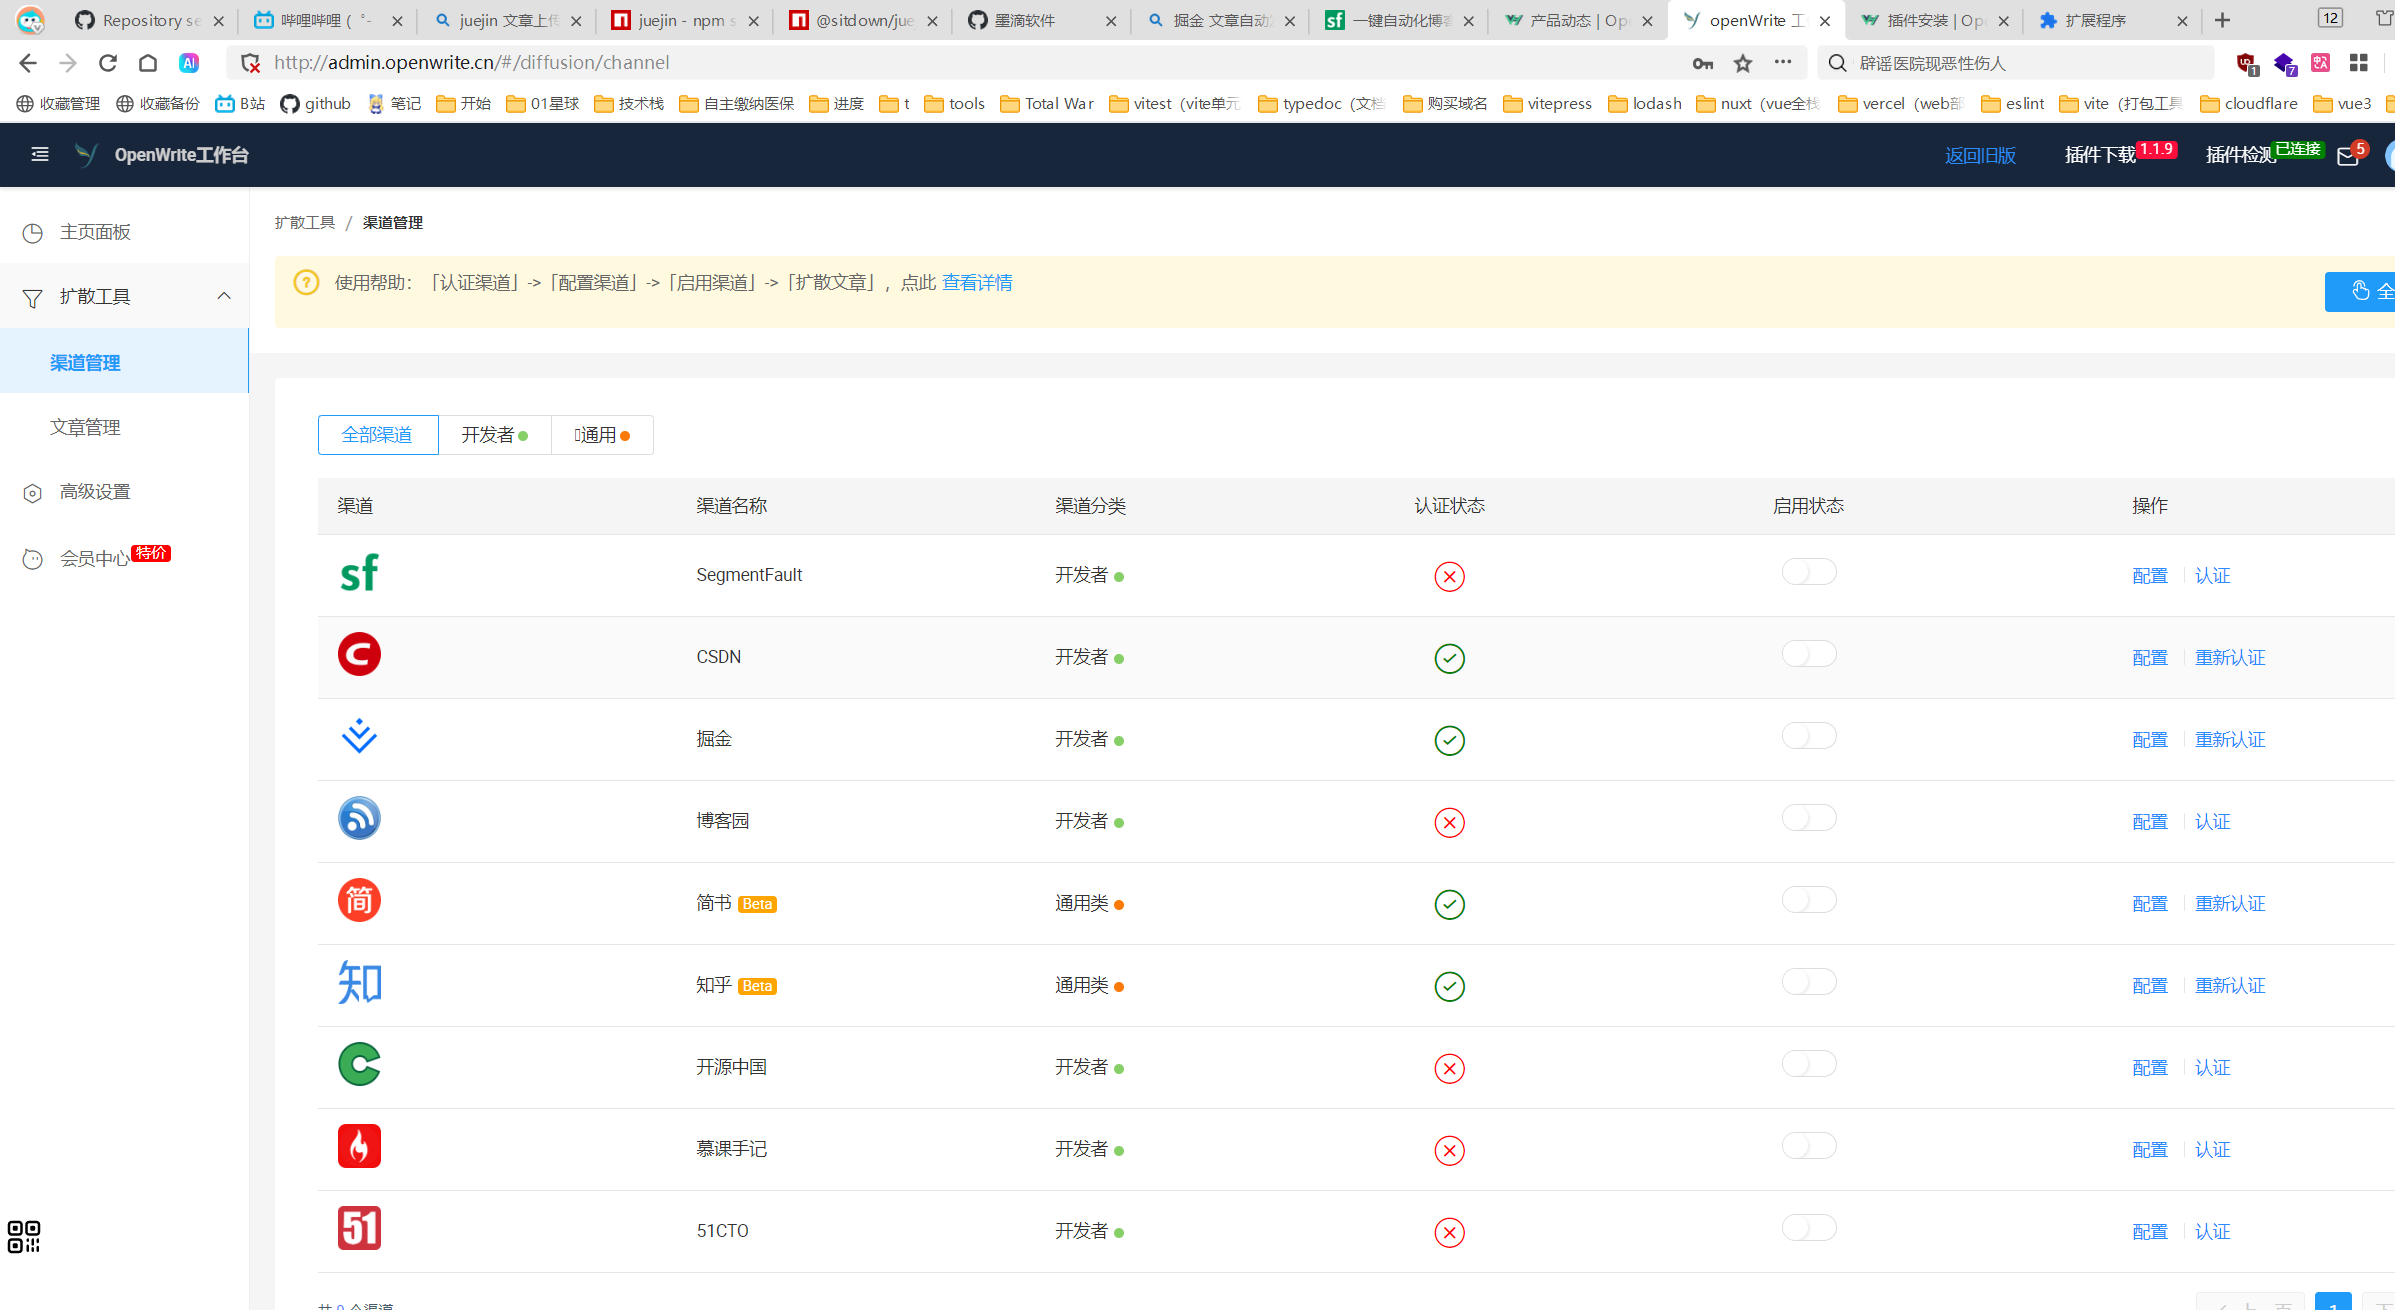 Repository se
哔哩哔哩 ( ゜-
juejin 文章上传
juejin - npm s
@sitdown/jue
墨滴软件
掘金 文章自动发
一键自动化博客
产品动态 | Op
openWrite 工
插件安装 | Op
扩展程序
12
AI
http://admin.openwrite.cn/#/diffusion/channel
辟谣医院现恶性伤人
1
7
收藏管理
收藏备份
B站
github
笔记
开始
01星球
技术栈
自主缴纳医保
进度
t
tools
Total War
vitest（vite单元
typedoc（文档
购买域名
vitepress
lodash
nuxt（vue全栈
vercel（web部
eslint
vite（打包工具
cloudflare
vue3
OpenWrite工作台
返回旧版
插件下载 1.1.9
插件检测 已连接
5
主页面板
扩散工具
渠道管理
文章管理
高级设置
会员中心 特价
扩散工具 / 渠道管理
使用帮助：「认证渠道」->「配置渠道」->「启用渠道」->「扩散文章」，点此 查看详情
全
全部渠道 开发者 通用
渠道 渠道名称 渠道分类 认证状态 启用状态 操作
sf SegmentFault 开发者 配置 认证
CSDN 开发者 配置 重新认证
掘金 开发者 配置 重新认证
博客园 开发者 配置 认证
简 简书 Beta 通用类 配置 重新认证
知 知乎 Beta 通用类 配置 重新认证
开源中国 开发者 配置 认证
慕课手记 开发者 配置 认证
51 51CTO 开发者 配置 认证
共 9 个渠道
1